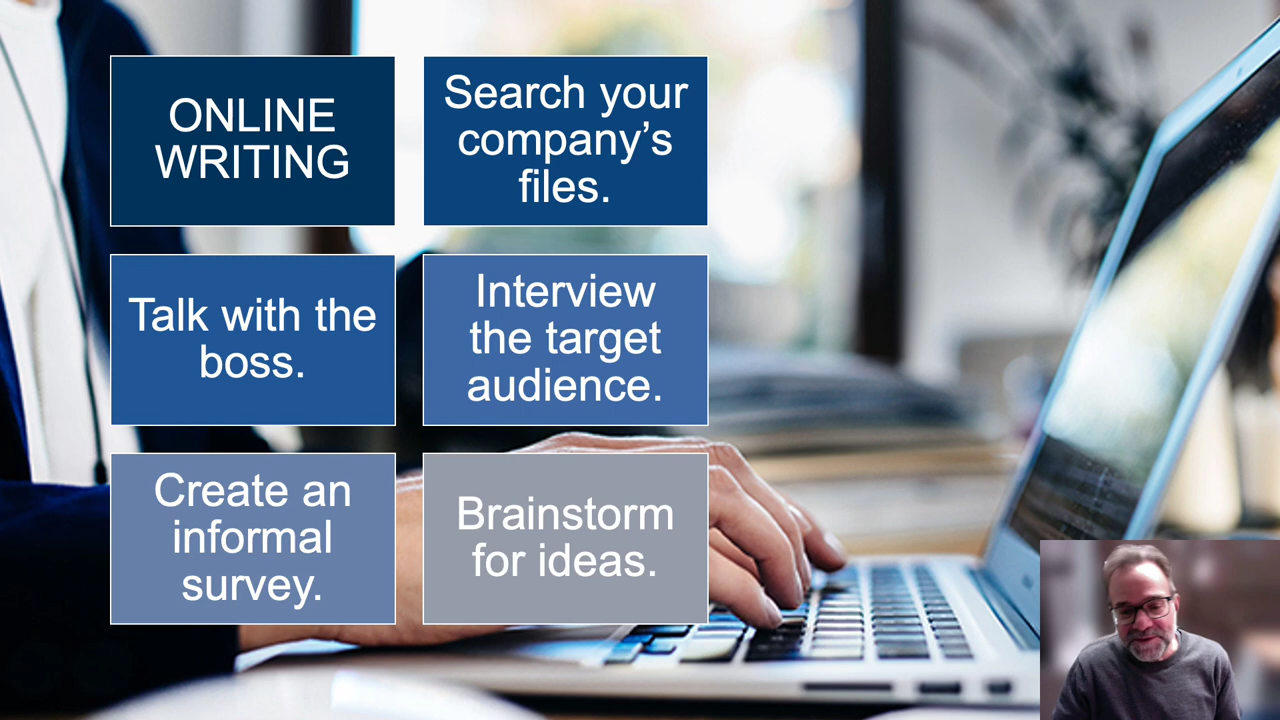 ONLINE
WRITING
Search your
company’s
files.
Talk with the
boss.
Interview
the target
audience.
Create an
informal
survey.
Brainstorm
for ideas.